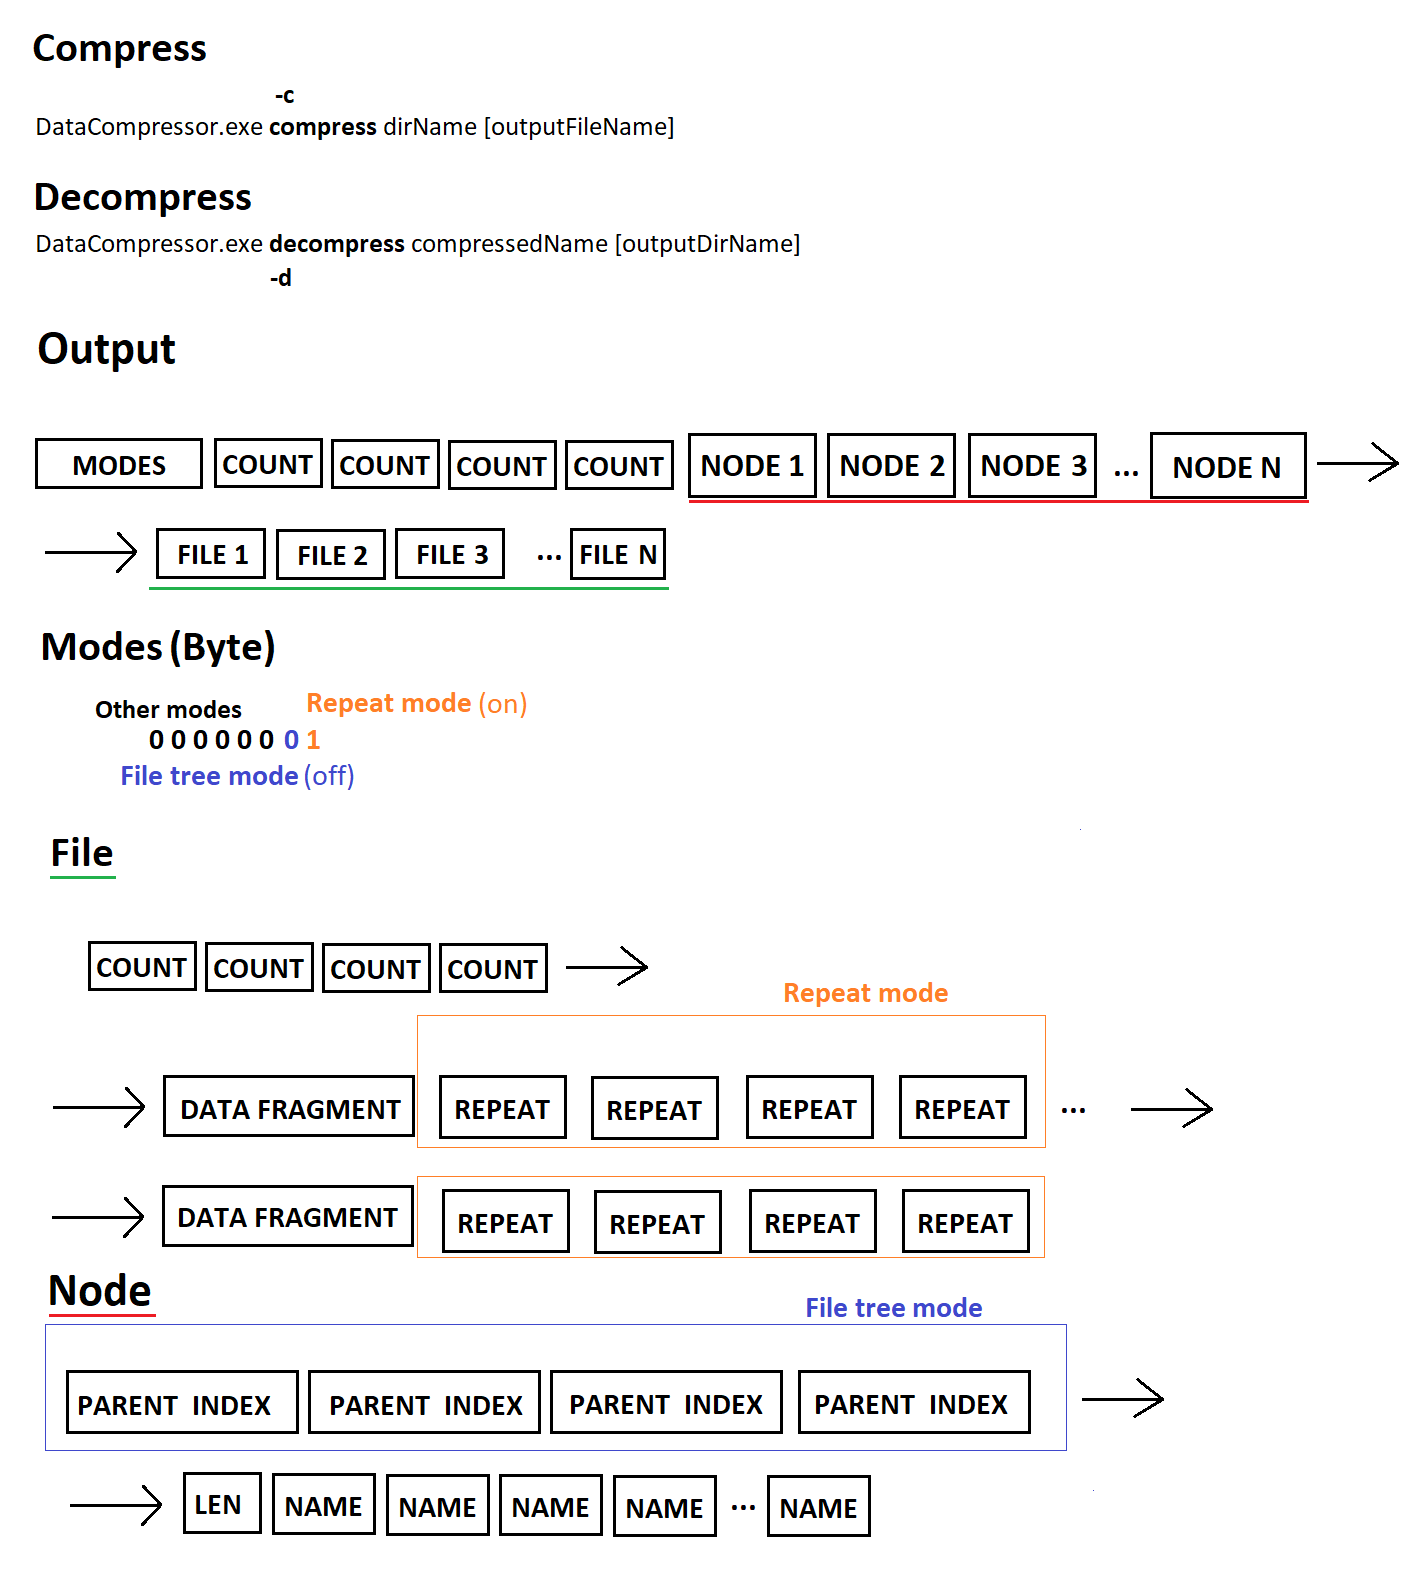 Compress
-c
DataCompressor.exe compress dirName [outputFileName]
Decompress
DataCompressor.exe decompress compressedName [outputDirName]
-d
Output
MODES COUNT COUNT COUNT COUNT NODE 1 NODE 2 NODE 3 ... NODE N
FILE 1 FILE 2 FILE 3 ... FILE N
Modes (Byte)
Other modes Repeat mode (on)
0 0 0 0 0 0 0 1
File tree mode (off)
File
COUNT COUNT COUNT COUNT
Repeat mode
DATA FRAGMENT REPEAT REPEAT REPEAT REPEAT ...
DATA FRAGMENT REPEAT REPEAT REPEAT REPEAT
Node
File tree mode
PARENT INDEX PARENT INDEX PARENT INDEX PARENT INDEX
LEN NAME NAME NAME NAME ... NAME